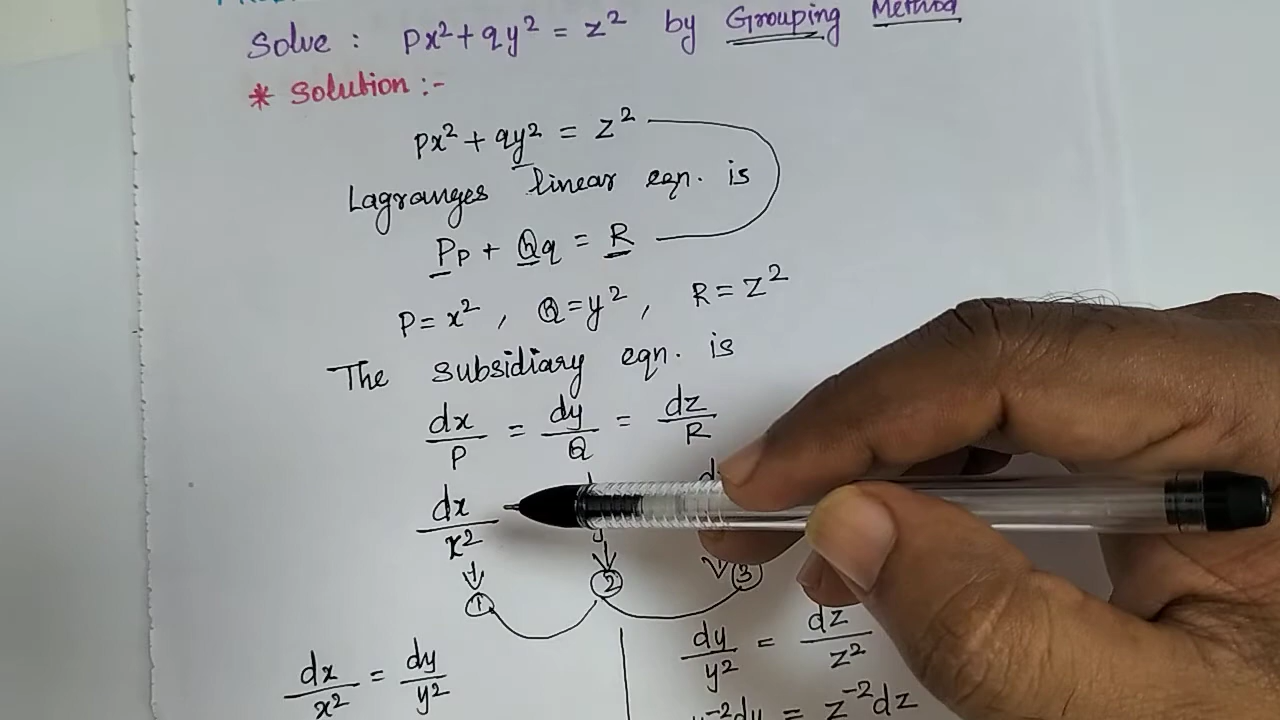 Solve : px² + qy² = z² by Grouping Method
* Solution :-
px² + qy² = z²
Lagranges linear eqn. is
Pp + Qq = R
P = x² , Q = y² , R = z²
The subsidiary eqn. is
dx/P = dy/Q = dz/R
dx/x²
① ② ③
dx/x² = dy/y²
dy/y² = dz/z²
y⁻²dy = z⁻²dz